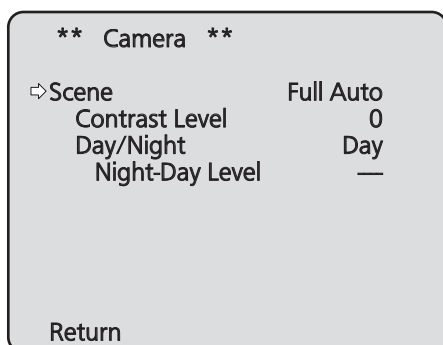 ** Camera **
⇨Scene Full Auto
Contrast Level 0
Day/Night Day
Night-Day Level —
Return